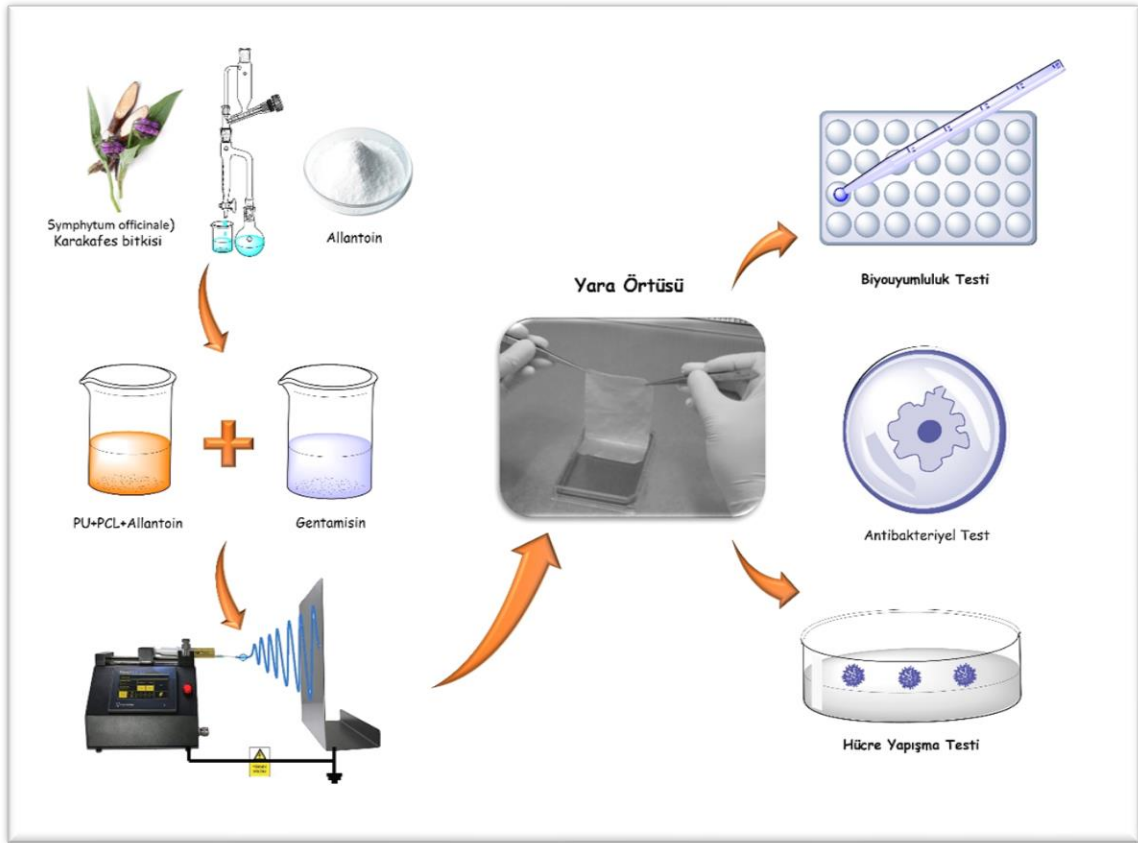 Symphytum officinale)
Karakafes bitkisi
Allantoin
PU+PCL+Allantoin
Gentamisin
Yara Örtüsü
Biyouyumluluk Testi
Antibakteriyel Test
Hücre Yapışma Testi